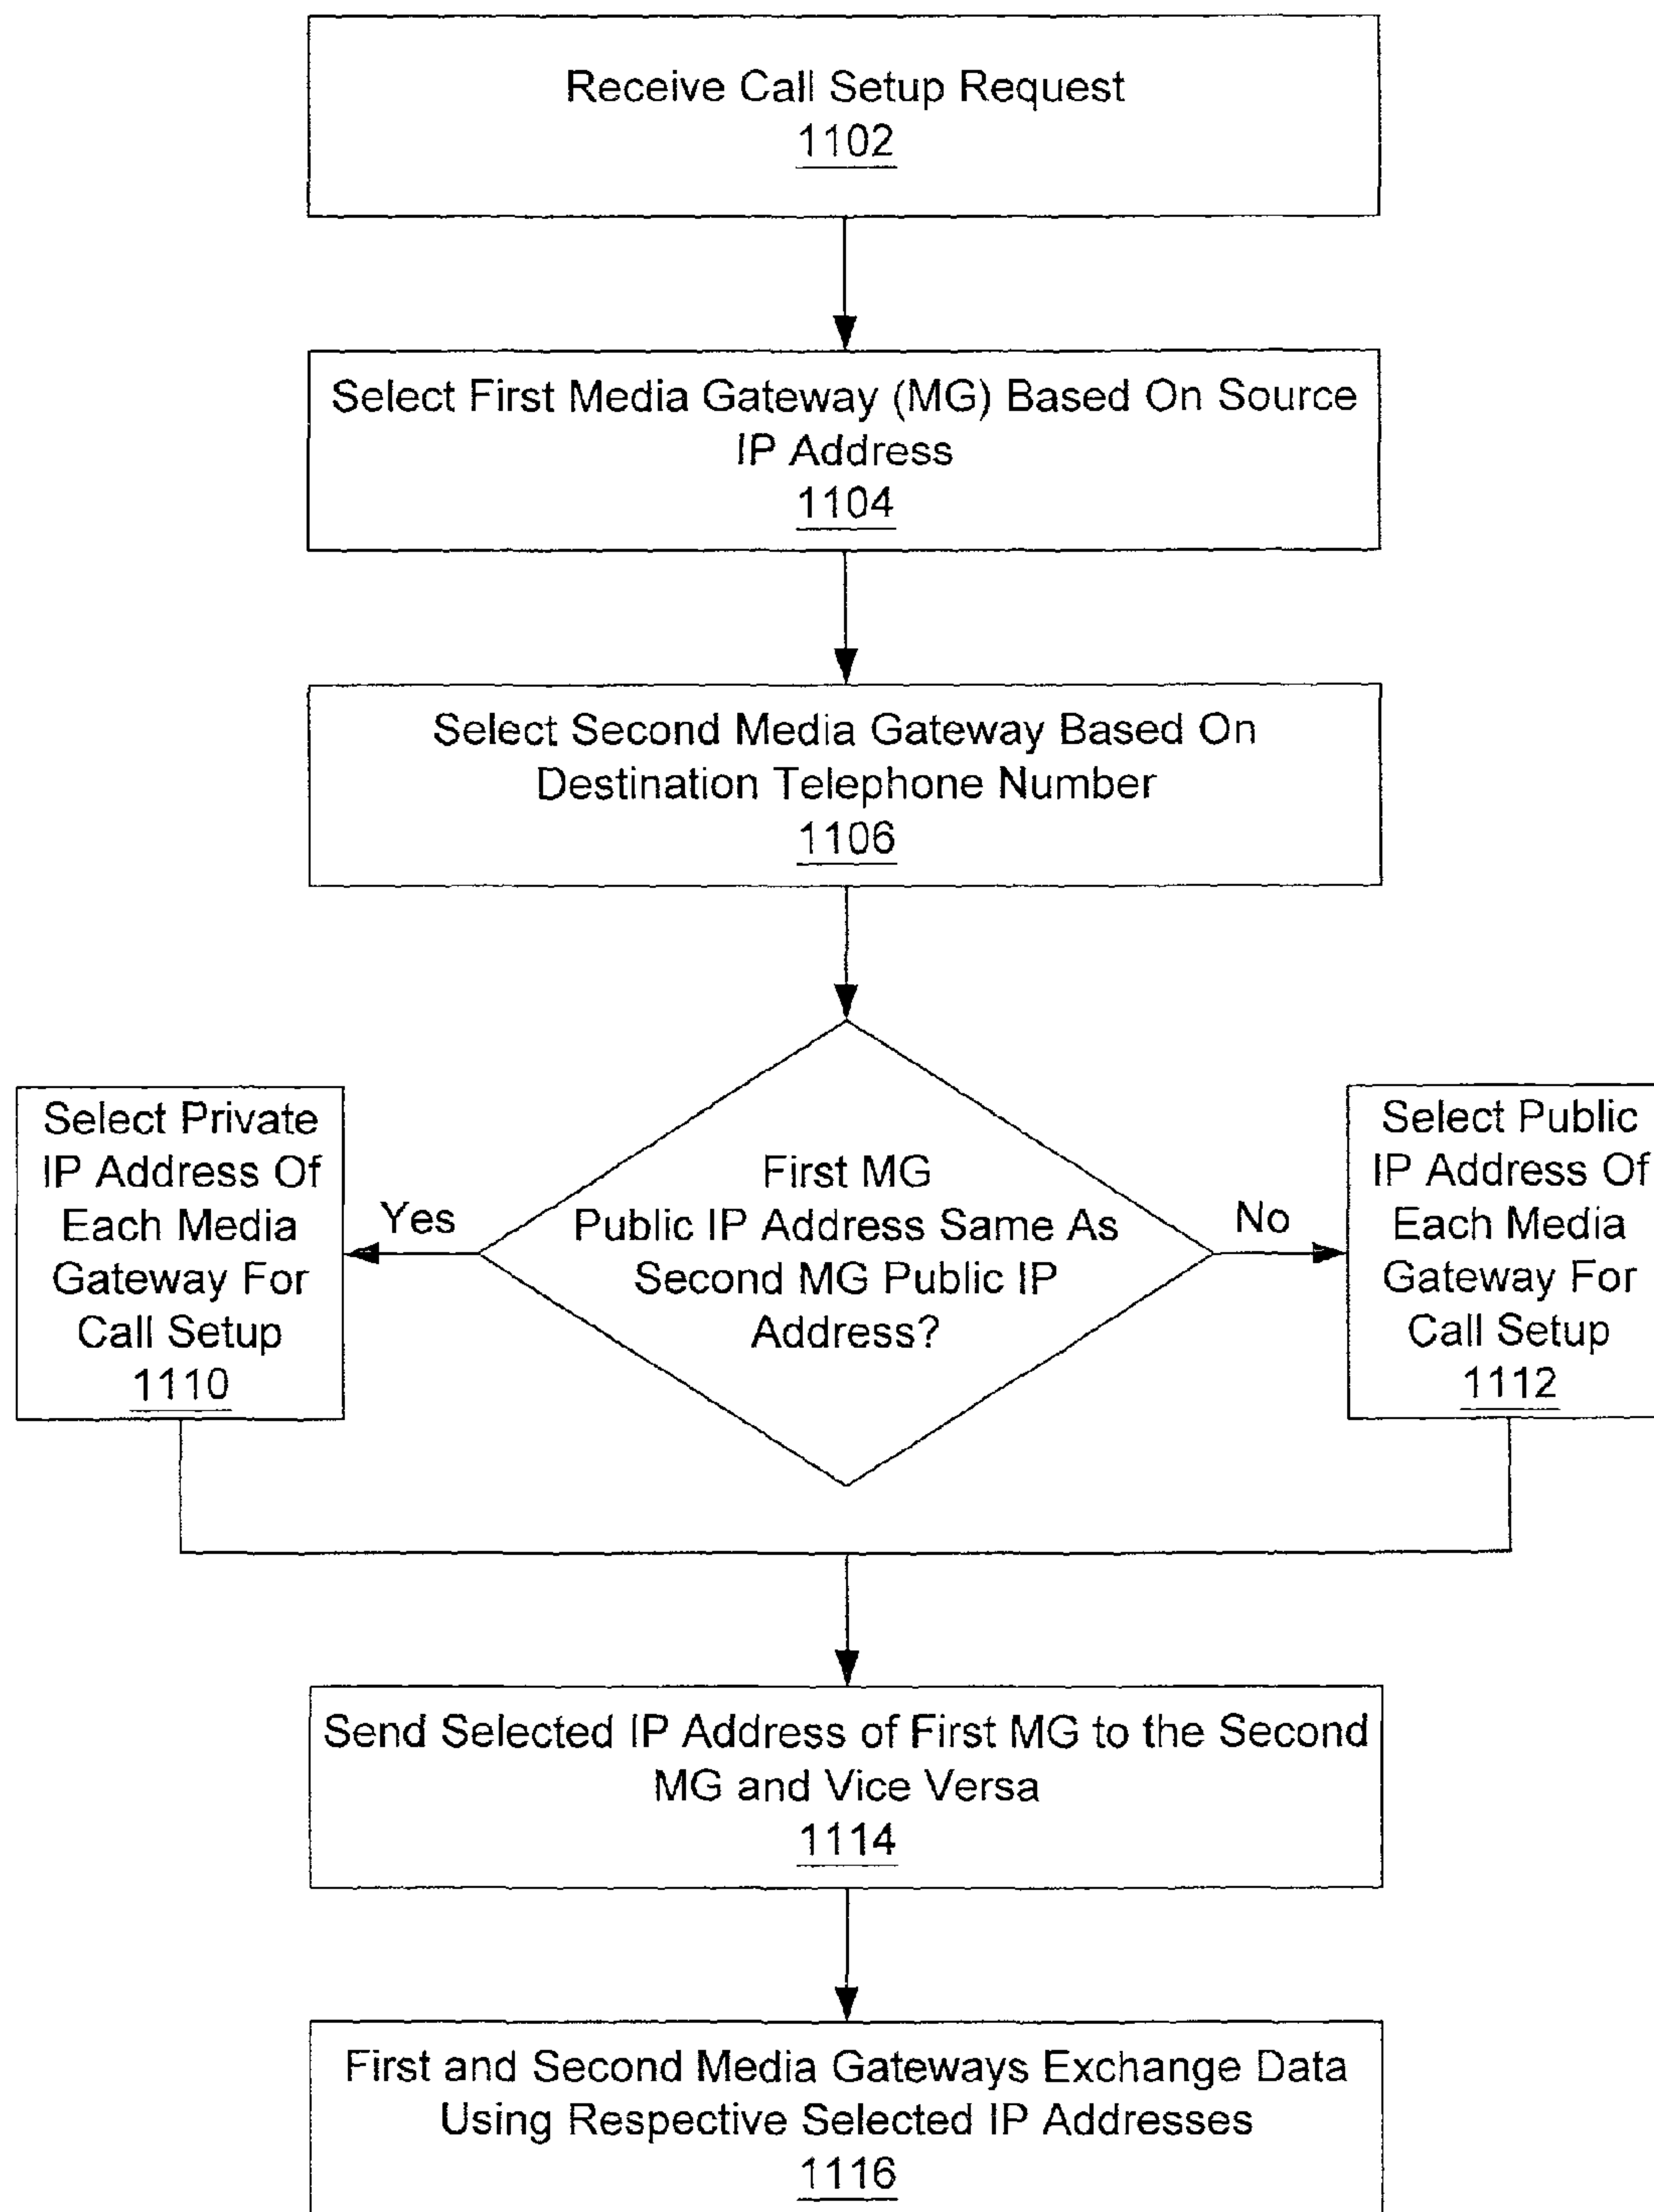 Receive Call Setup Request
1102
Select First Media Gateway (MG) Based On Source
IP Address
1104
Select Second Media Gateway Based On
Destination Telephone Number
1106
Select Private
IP Address Of
Each Media
Gateway For
Call Setup
1110
Yes
First MG
Public IP Address Same As
Second MG Public IP
Address?
No
Select Public
IP Address Of
Each Media
Gateway For
Call Setup
1112
Send Selected IP Address of First MG to the Second
MG and Vice Versa
1114
First and Second Media Gateways Exchange Data
Using Respective Selected IP Addresses
1116